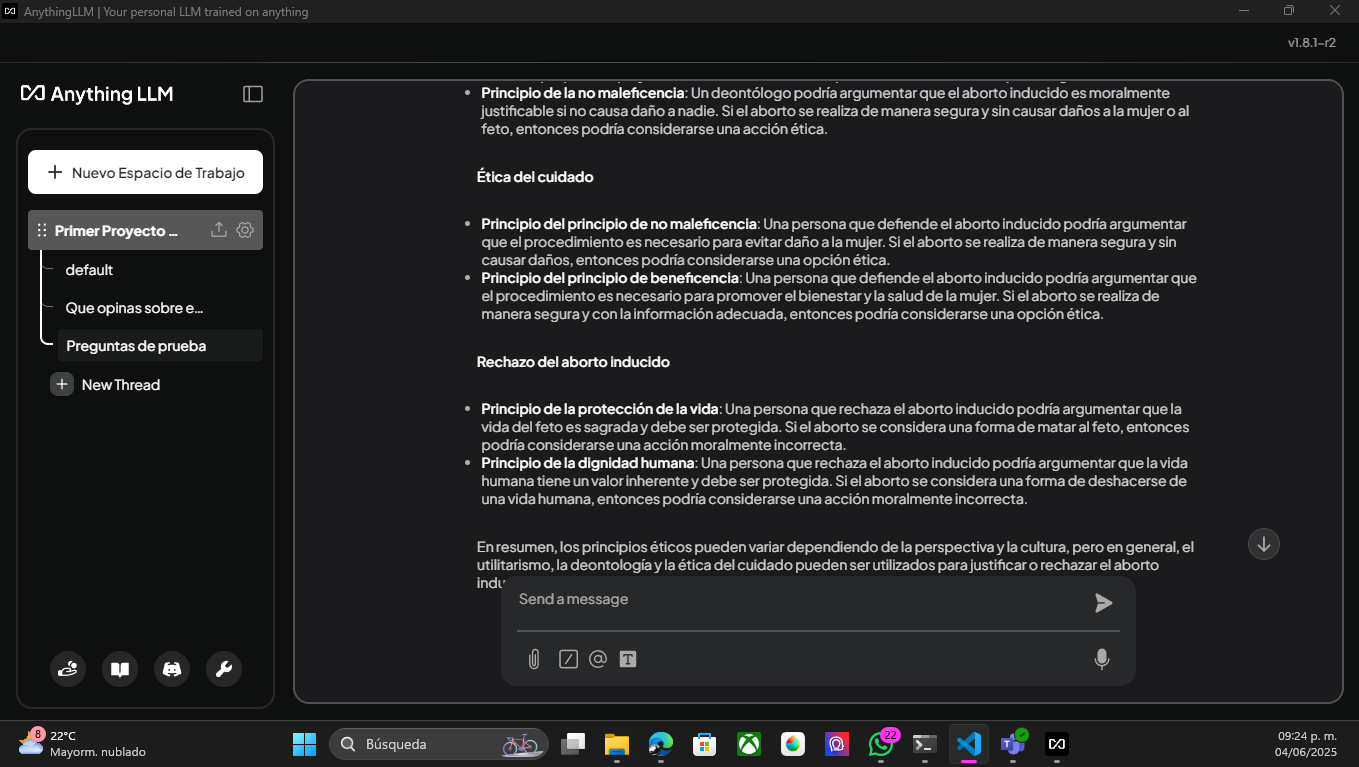 AnythingLLM | Your personal LLM trained on anything
v1.8.1-r2
Anything LLM
Nuevo Espacio de Trabajo
Primer Proyecto ...
default
Que opinas sobre e...
Preguntas de prueba
New Thread
Principio de la no maleficencia: Un deontólogo podría argumentar que el aborto inducido es moralmente
justificable si no causa daño a nadie. Si el aborto se realiza de manera segura y sin causar daños a la mujer o al
feto, entonces podría considerarse una acción ética.
Ética del cuidado
Principio del principio de no maleficencia: Una persona que defiende el aborto inducido podría argumentar
que el procedimiento es necesario para evitar daño a la mujer. Si el aborto se realiza de manera segura y sin
causar daños, entonces podría considerarse una opción ética.
Principio del principio de beneficencia: Una persona que defiende el aborto inducido podría argumentar que
el procedimiento es necesario para promover el bienestar y la salud de la mujer. Si el aborto se realiza de
manera segura y con la información adecuada, entonces podría considerarse una opción ética.
Rechazo del aborto inducido
Principio de la protección de la vida: Una persona que rechaza el aborto inducido podría argumentar que la
vida del feto es sagrada y debe ser protegida. Si el aborto se considera una forma de matar al feto, entonces
podría considerarse una acción moralmente incorrecta.
Principio de la dignidad humana: Una persona que rechaza el aborto inducido podría argumentar que la vida
humana tiene un valor inherente y debe ser protegida. Si el aborto se considera una forma de deshacerse de
una vida humana, entonces podría considerarse una acción moralmente incorrecta.
En resumen, los principios éticos pueden variar dependiendo de la perspectiva y la cultura, pero en general, el
utilitarismo, la deontología y la ética del cuidado pueden ser utilizados para justificar o rechazar el aborto
Send a message
8
22°C
Mayorm. nublado
Búsqueda
22
09:24 p. m.
04/06/2025